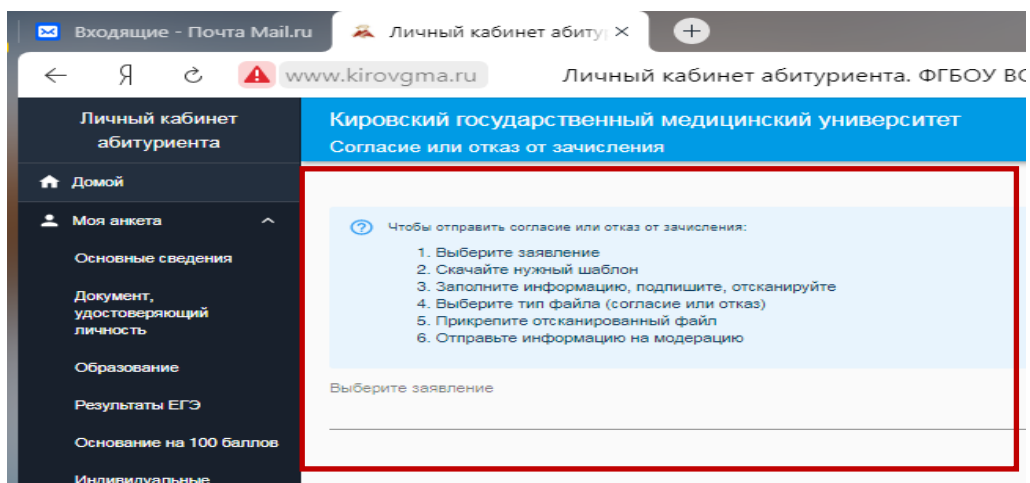 Входящие - Почта Mail.ru
Личный кабинет абиту
Я
www.kirovgma.ru
Личный кабинет абитуриента. ФГБОУ ВО
Личный кабинет
абитуриента
Кировский государственный медицинский университет
Согласие или отказ от зачисления
Домой
Моя анкета
Основные сведения
Документ,
удостоверяющий
личность
Образование
Результаты ЕГЭ
Основание на 100 баллов
Индивидуальные
Чтобы отправить согласие или отказ от зачисления:
1. Выберите заявление
2. Скачайте нужный шаблон
3. Заполните информацию, подпишите, отсканируйте
4. Выберите тип файла (согласие или отказ)
5. Прикрепите отсканированный файл
6. Отправьте информацию на модерацию
Выберите заявление